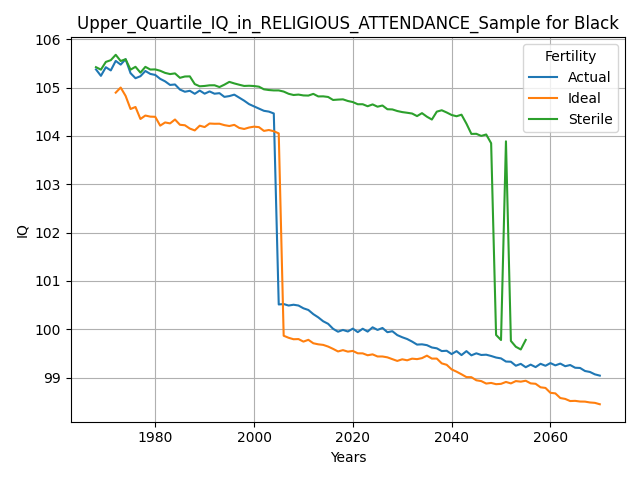 Upper_Quartile_IQ_in_RELIGIOUS_ATTENDANCE_Sample for Black
Fertility
Actual
Ideal
Sterile
IQ
106
105
104
103
102
101
100
99
1980
2000
2020
2040
2060
Years